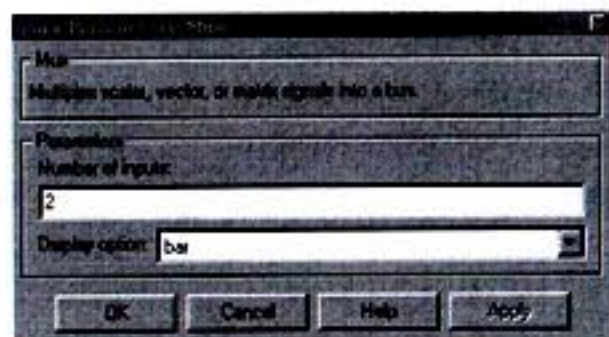 Mux
Multiplex scalar, vector, or matrix signals into a bus.
Parameters
Number of inputs:
2
Display option: bar
OK Cancel Help Apply